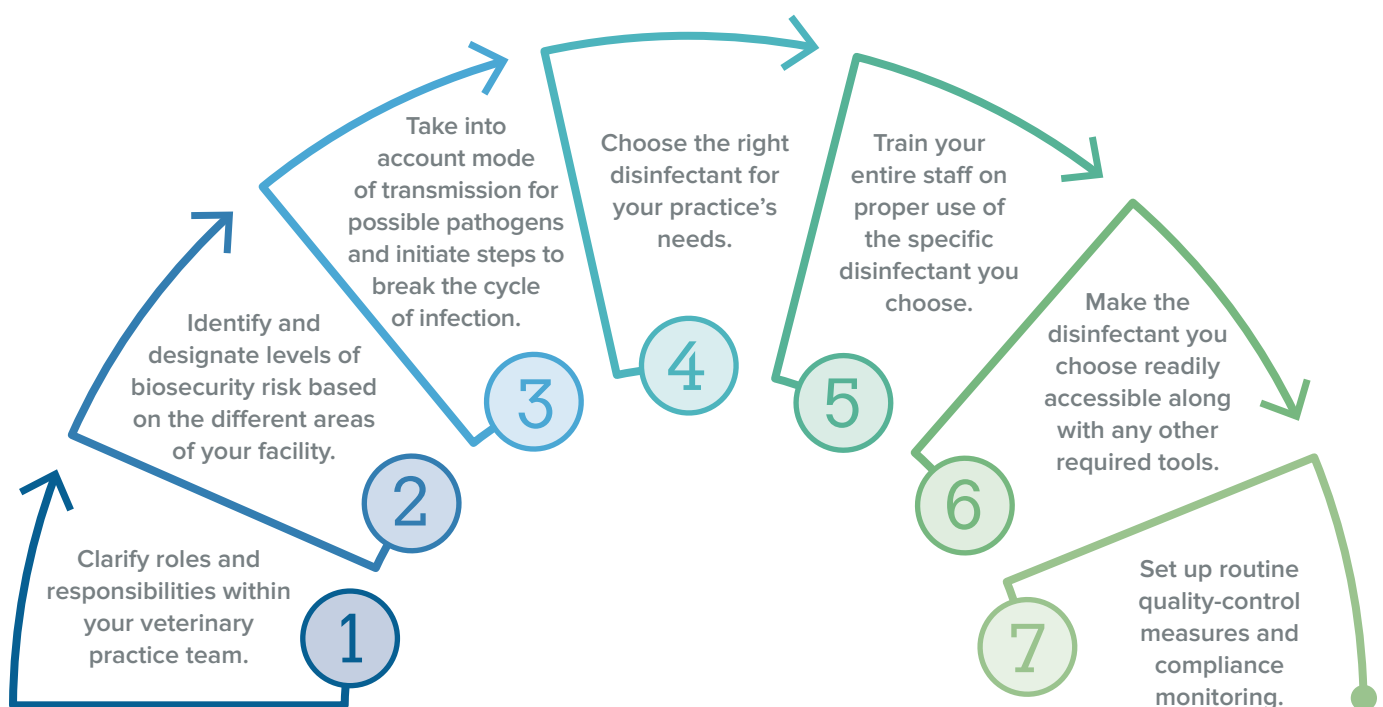 Clarify roles and
responsibilities within
your veterinary
practice team.
1
Identify and
designate levels of
biosecurity risk based
on the different areas
of your facility.
2
Take into
account mode
of transmission for
possible pathogens
and initiate steps to
break the cycle
of infection.
3
Choose the right
disinfectant for
your practice’s
needs.
4
Train your
entire staff on
proper use of
the specific
disinfectant you
choose.
5
Make the
disinfectant you
choose readily
accessible along
with any other
required tools.
6
Set up routine
quality-control
measures and
compliance
monitoring.
7